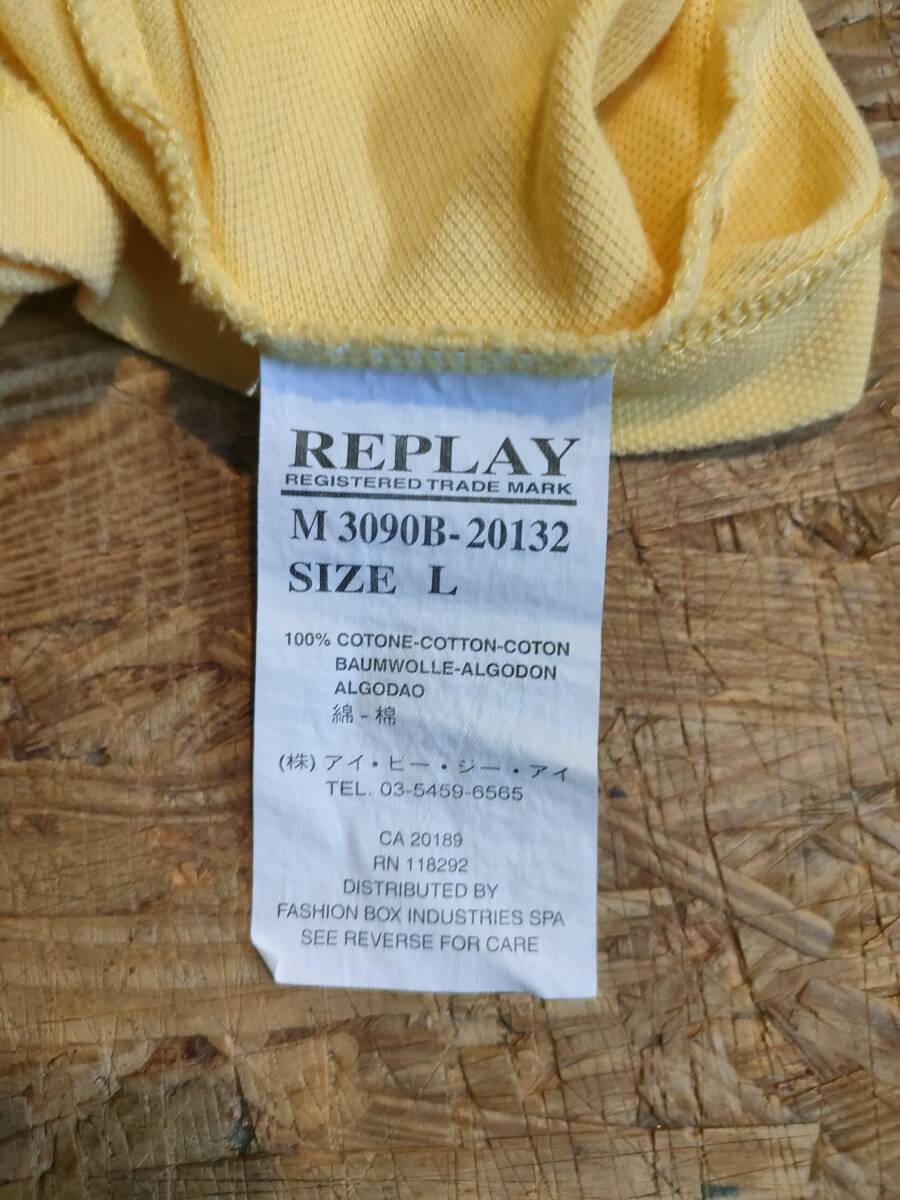 REPLAY
REGISTERED TRADE MARK
M 3090B-20132
SIZE L
100% COTONE-COTTON-COTON
BAUMWOLLE-ALGODON
ALGODAO
綿 - 棉
(株) アイ・ピー・ジー・アイ
TEL. 03-5459-6565
CA 20189
RN 118292
DISTRIBUTED BY
FASHION BOX INDUSTRIES SPA
SEE REVERSE FOR CARE